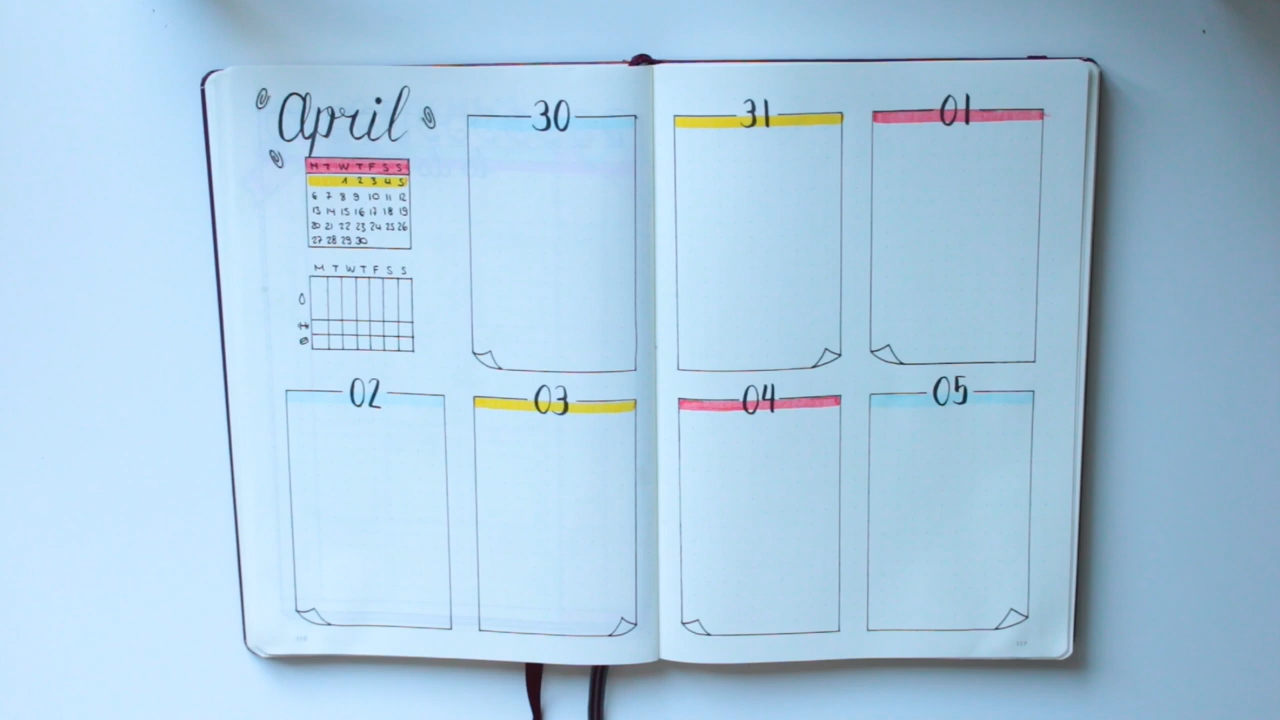 April
M T W T F S S
1 2 3 4 5
6 7 8 9 10 11 12
13 14 15 16 17 18 19
20 21 22 23 24 25 26
27 28 29 30
M T W T F S S
30
31
01
02
03
04
05